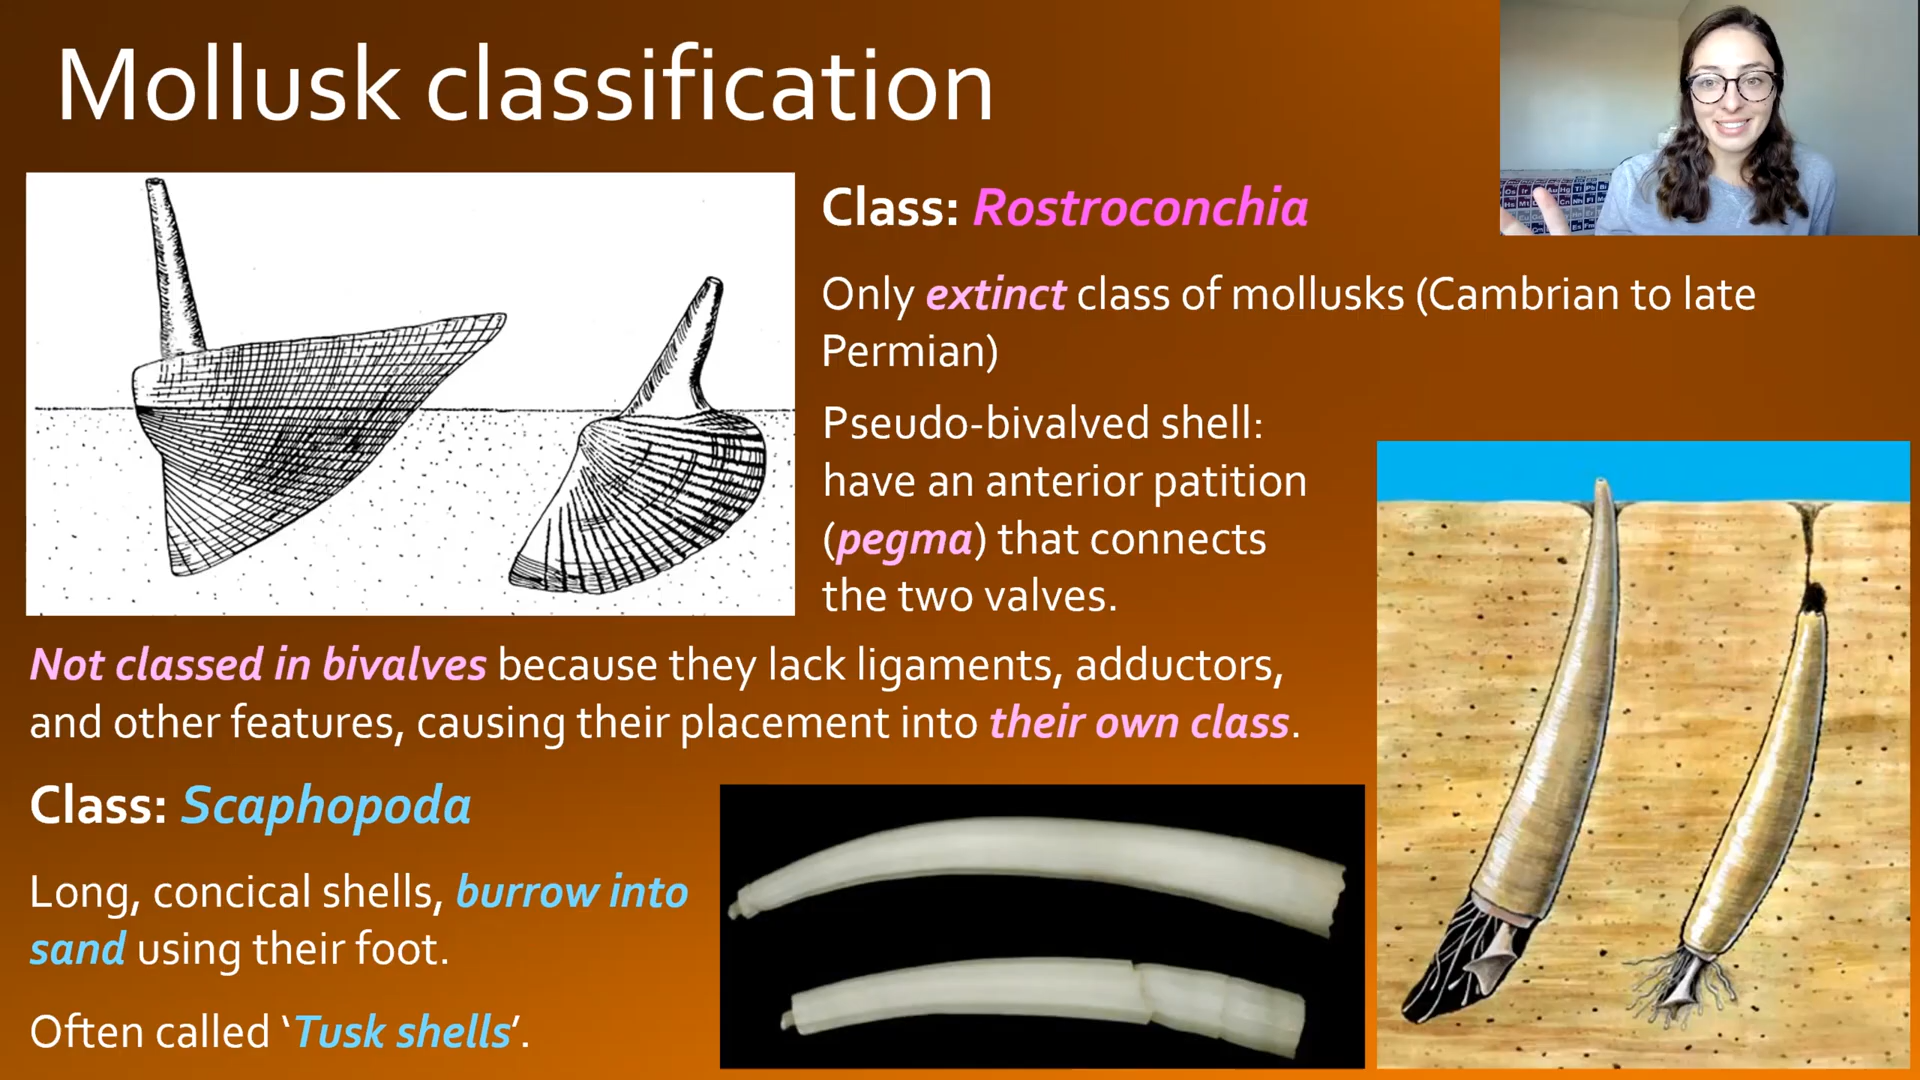 Mollusk classification
Class: Rostroconchia
Only extinct class of mollusks (Cambrian to late
Permian)
Pseudo-bivalved shell:
have an anterior patition
(pegma) that connects
the two valves.
Not classed in bivalves because they lack ligaments, adductors,
and other features, causing their placement into their own class.
Class: Scaphopoda
Long, concical shells, burrow into
sand using their foot.
Often called ‘Tusk shells’.